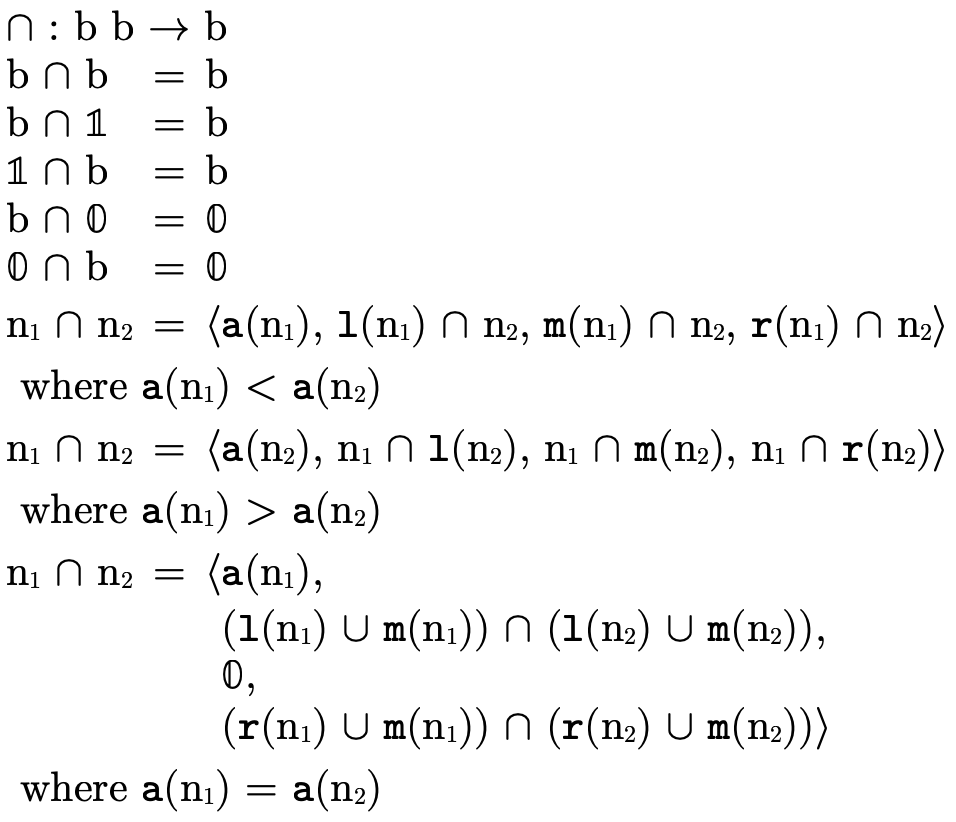 ∩ : b b → b
b ∩ b = b
b ∩ 𝟙 = b
𝟙 ∩ b = b
b ∩ 𝟘 = 𝟘
𝟘 ∩ b = 𝟘
n₁ ∩ n₂ = ⟨a(n₁), l(n₁) ∩ n₂, m(n₁) ∩ n₂, r(n₁) ∩ n₂⟩
where a(n₁) < a(n₂)
n₁ ∩ n₂ = ⟨a(n₂), n₁ ∩ l(n₂), n₁ ∩ m(n₂), n₁ ∩ r(n₂)⟩
where a(n₁) > a(n₂)
n₁ ∩ n₂ = ⟨a(n₁),
(l(n₁) ∪ m(n₁)) ∩ (l(n₂) ∪ m(n₂)),
𝟘,
(r(n₁) ∪ m(n₁)) ∩ (r(n₂) ∪ m(n₂))⟩
where a(n₁) = a(n₂)